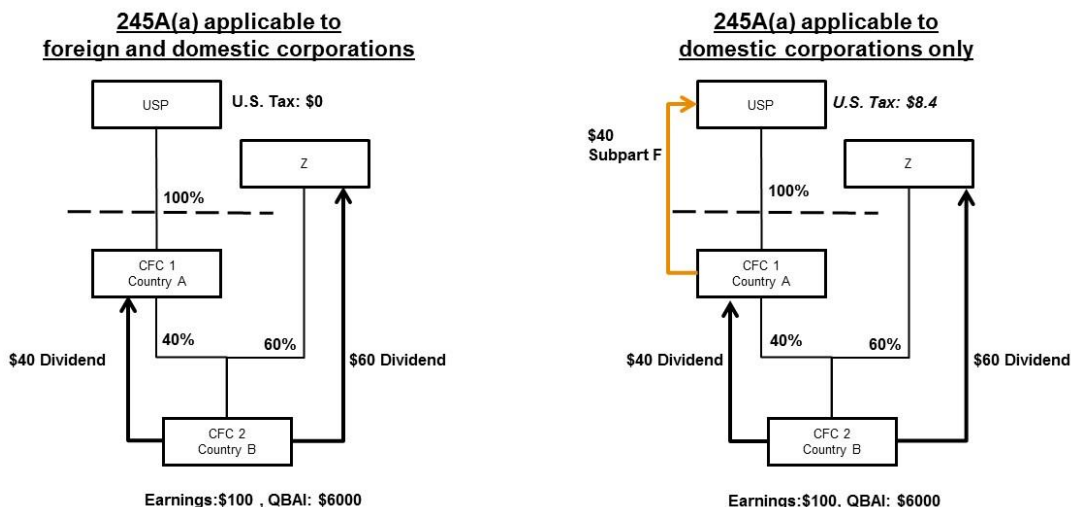 245A(a) applicable to
foreign and domestic corporations
USP
U.S. Tax: $0
Z
100%
CFC 1
Country A
40%
60%
$40 Dividend
$60 Dividend
CFC 2
Country B
Earnings:$100 , QBAI: $6000
245A(a) applicable to
domestic corporations only
USP
U.S. Tax: $8.4
$40
Subpart F
Z
100%
CFC 1
Country A
40%
60%
$40 Dividend
$60 Dividend
CFC 2
Country B
Earnings:$100, QBAI: $6000